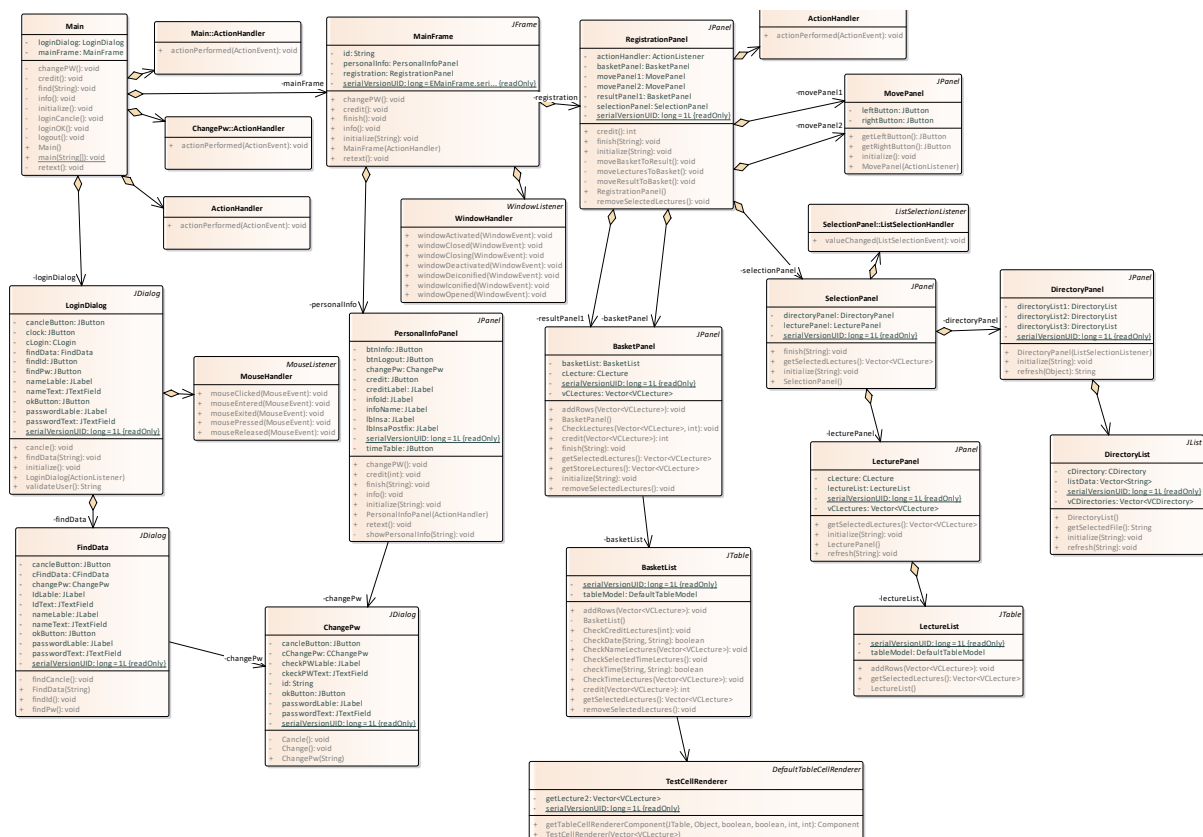 Main
- loginDialog: LoginDialog
- mainFrame: MainFrame
- changePW(): void
- credit(): void
- find(String): void
- info(): void
- initialize(): void
- loginCancle(): void
- loginOK(): void
- logout(): void
+ Main()
+ main(String[]): void
- retext(): void
Main::ActionHandler
+ actionPerformed(ActionEvent): void
-mainFrame
ChangePw::ActionHandler
+ actionPerformed(ActionEvent): void
ActionHandler
+ actionPerformed(ActionEvent): void
JFrame
MainFrame
- id: String
- personalInfo: PersonalInfoPanel
- registration: RegistrationPanel
- serialVersionUID: long = EMainFrame.seri... {readOnly}
+ changePW(): void
+ credit(): void
+ finish(): void
+ info(): void
+ initialize(String): void
+ MainFrame(ActionHandler)
+ retext(): void
-registration
WindowListener
WindowHandler
+ windowActivated(WindowEvent): void
+ windowClosed(WindowEvent): void
+ windowClosing(WindowEvent): void
+ windowDeactivated(WindowEvent): void
+ windowDeiconified(WindowEvent): void
+ windowIconified(WindowEvent): void
+ windowOpened(WindowEvent): void
JPanel
RegistrationPanel
- actionHandler: ActionListener
- basketPanel: BasketPanel
- movePanel1: MovePanel
- movePanel2: MovePanel
- resultPanel1: BasketPanel
- selectionPanel: SelectionPanel
- serialVersionUID: long = 1L {readOnly}
+ credit(): int
+ finish(String): void
+ initialize(String): void
- moveBasketToResult(): void
- moveLecturesToBasket(): void
- moveResultToBasket(): void
+ RegistrationPanel()
- removeSelectedLectures(): void
ActionHandler
+ actionPerformed(ActionEvent): void
-movePanel1
-movePanel2
JPanel
MovePanel
- leftButton: JButton
- rightButton: JButton
+ getLeftButton(): JButton
+ getRightButton(): JButton
+ initialize(): void
+ MovePanel(ActionListener)
ListSelectionListener
SelectionPanel::ListSelectionHandler
+ valueChanged(ListSelectionEvent): void
-selectionPanel
JPanel
SelectionPanel
- directoryPanel: DirectoryPanel
- lecturePanel: LecturePanel
- serialVersionUID: long = 1L {readOnly}
+ finish(String): void
+ getSelectedLectures(): Vector<VCLecture>
+ initialize(String): void
+ SelectionPanel()
-directoryPanel
JPanel
DirectoryPanel
- directoryList1: DirectoryList
- directoryList2: DirectoryList
- directoryList3: DirectoryList
- serialVersionUID: long = 1L {readOnly}
+ DirectoryPanel(ListSelectionListener)
+ initialize(String): void
+ refresh(Object): String
-loginDialog
JDialog
LoginDialog
- cancleButton: JButton
- clock: JButton
- cLogin: CLogin
- findData: FindData
- findId: JButton
- findPw: JButton
- nameLable: JLabel
- nameText: JTextField
- okButton: JButton
- passwordLable: JLabel
- passwordText: JTextField
- serialVersionUID: long = 1L {readOnly}
+ cancle(): void
- findData(String): void
- initialize(): void
+ LoginDialog(ActionListener)
+ validateUser(): String
MouseListener
MouseHandler
+ mouseClicked(MouseEvent): void
+ mouseEntered(MouseEvent): void
+ mouseExited(MouseEvent): void
+ mousePressed(MouseEvent): void
+ mouseReleased(MouseEvent): void
-personalInfo
JPanel
PersonalInfoPanel
- btnInfo: JButton
- btnLogout: JButton
- changePw: ChangePw
- credit: JButton
- creditLabel: JLabel
- infoId: JLabel
- infoName: JLabel
- lbInsa: JLabel
- lbInsaPostfix: JLabel
- serialVersionUID: long = 1L {readOnly}
- timeTable: JButton
+ changePW(): void
+ credit(int): void
+ finish(String): void
+ info(): void
+ initialize(String): void
+ PersonalInfoPanel(ActionHandler)
+ retext(): void
- showPersonalInfo(String): void
-resultPanel1
-basketPanel
JPanel
BasketPanel
- basketList: BasketList
- cLecture: CLecture
- serialVersionUID: long = 1L {readOnly}
- vCLectures: Vector<VCLecture>
+ addRows(Vector<VCLecture>): void
+ BasketPanel()
+ CheckLectures(Vector<VCLecture>, int): void
+ credit(Vector<VCLecture>): int
+ finish(String): void
+ getSelectedLectures(): Vector<VCLecture>
+ getStoreLectures(): Vector<VCLecture>
+ initialize(String): void
+ removeSelectedLectures(): void
-lecturePanel
JPanel
LecturePanel
- cLecture: CLecture
- lectureList: LectureList
- serialVersionUID: long = 1L {readOnly}
- vCLectures: Vector<VCLecture>
+ getSelectedLectures(): Vector<VCLecture>
+ initialize(String): void
+ LecturePanel()
+ refresh(String): void
JList
DirectoryList
- cDirectory: CDirectory
- listData: Vector<String>
- serialVersionUID: long = 1L {readOnly}
- vCDirectories: Vector<VCDirectory>
+ DirectoryList()
+ getSelectedFile(): String
+ initialize(String): void
+ refresh(String): void
-findData
JDialog
FindData
- cancleButton: JButton
- cFindData: CFindData
- changePw: ChangePw
- IdLable: JLabel
- IdText: JTextField
- nameLable: JLabel
- nameText: JTextField
- okButton: JButton
- passwordLable: JLabel
- passwordText: JTextField
- serialVersionUID: long = 1L {readOnly}
- findCancle(): void
+ FindData(String)
+ findId(): void
+ findPw(): void
-changePw
-changePw
JDialog
ChangePw
- cancleButton: JButton
- cChangePw: CChangePw
- checkPWLable: JLabel
- ckeckPWText: JTextField
- id: String
- okButton: JButton
- passwordLable: JLabel
- passwordText: JTextField
- serialVersionUID: long = 1L {readOnly}
- Cancle(): void
- Change(): void
+ ChangePw(String)
-basketList
JTable
BasketList
- serialVersionUID: long = 1L {readOnly}
- tableModel: DefaultTableModel
+ addRows(Vector<VCLecture>): void
- BasketList()
+ CheckCreditLectures(int): void
- CheckDate(String, String): boolean
+ CheckNameLectures(Vector<VCLecture>): void
+ CheckSelectedTimeLectures(): void
- checkTime(String, String): boolean
+ CheckTimeLectures(Vector<VCLecture>): void
+ credit(Vector<VCLecture>): int
+ getSelectedLectures(): Vector<VCLecture>
+ removeSelectedLectures(): void
-lectureList
JTable
LectureList
- serialVersionUID: long = 1L {readOnly}
- tableModel: DefaultTableModel
+ addRows(Vector<VCLecture>): void
+ getSelectedLectures(): Vector<VCLecture>
- LectureList()
DefaultTableCellRenderer
TestCellRenderer
- getLecture2: Vector<VCLecture>
- serialVersionUID: long = 1L {readOnly}
+ getTableCellRendererComponent(JTable, Object, boolean, boolean, int, int): Component
+ TestCellRenderer(Vector<VCLecture>)